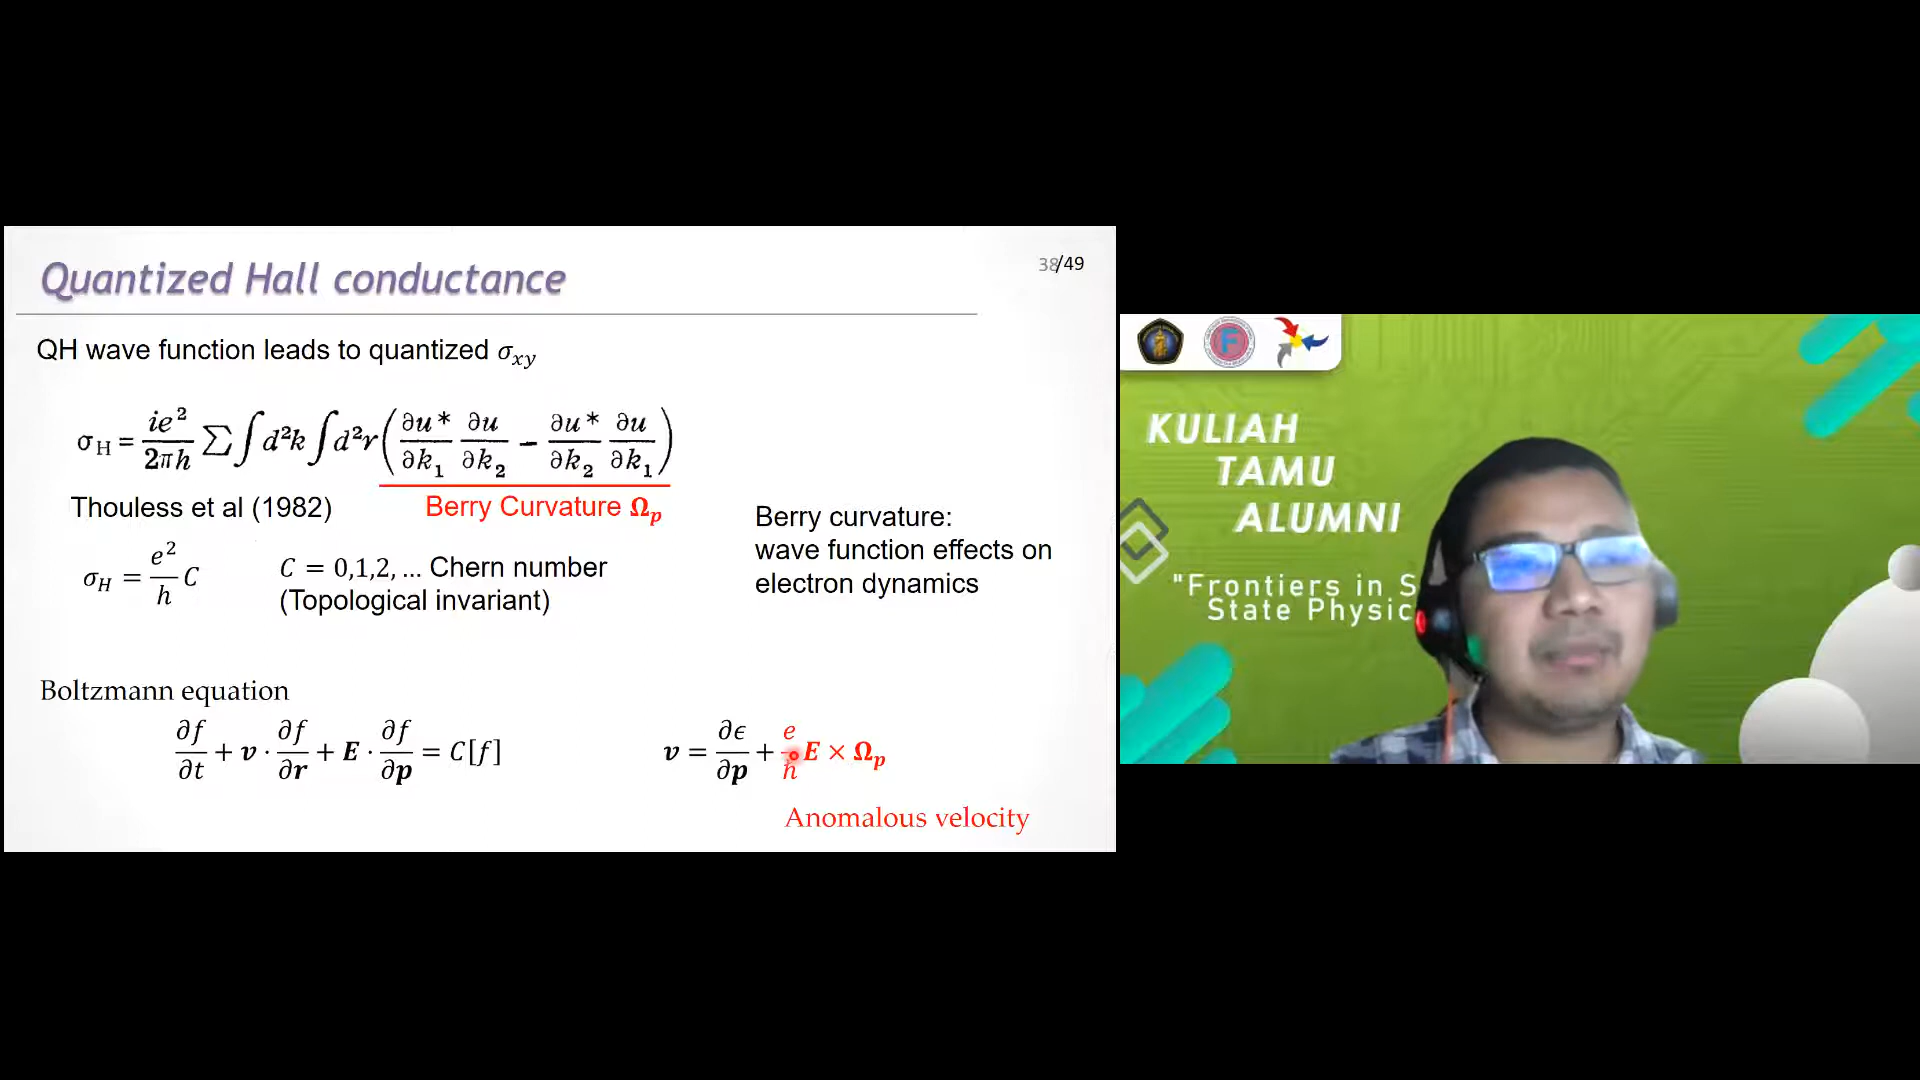 Quantized Hall conductance
38/49
QH wave function leads to quantized σxy
σH = ie²/2πh ∑∫d²k∫d²r(∂u*/∂k₁ ∂u/∂k₂ − ∂u*/∂k₂ ∂u/∂k₁)
Thouless et al (1982)
Berry Curvature Ωp
σH = e²/h C
C = 0,1,2, ... Chern number
(Topological invariant)
Berry curvature:
wave function effects on
electron dynamics
Boltzmann equation
∂f/∂t + v · ∂f/∂r + E · ∂f/∂p = C[f]
v = ∂ϵ/∂p + e/ħ E × Ωp
Anomalous velocity
KULIAH
TAMU
ALUMNI
"Frontiers in S
State Physic